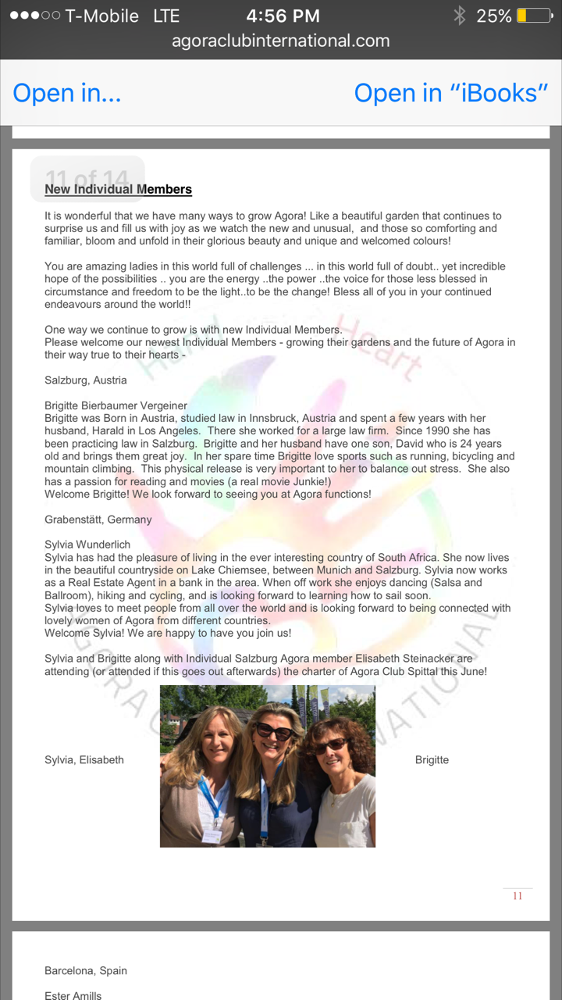 T-Mobile LTE 4:56 PM 25%
agoraclubinternational.com
Open in... Open in “iBooks”
11 of 14
New Individual Members
It is wonderful that we have many ways to grow Agora! Like a beautiful garden that continues to
surprise us and fill us with joy as we watch the new and unusual,  and those so comforting and
familiar, bloom and unfold in their glorious beauty and unique and welcomed colours!
You are amazing ladies in this world full of challenges ... in this world full of doubt.. yet incredible
hope of the possibilities .. you are the energy ..the power ..the voice for those less blessed in
circumstance and freedom to be the light..to be the change! Bless all of you in your continued
endeavours around the world!!
One way we continue to grow is with new Individual Members.
Please welcome our newest Individual Members - growing their gardens and the future of Agora in
their way true to their hearts -
Salzburg, Austria
Brigitte Bierbaumer Vergeiner
Brigitte was Born in Austria, studied law in Innsbruck, Austria and spent a few years with her
husband, Harald in Los Angeles.  There she worked for a large law firm.  Since 1990 she has
been practicing law in Salzburg.  Brigitte and her husband have one son, David who is 24 years
old and brings them great joy.  In her spare time Brigitte love sports such as running, bicycling and
mountain climbing.  This physical release is very important to her to balance out stress.  She also
has a passion for reading and movies (a real movie Junkie!)
Welcome Brigitte! We look forward to seeing you at Agora functions!
Grabenstätt, Germany
Sylvia Wunderlich
Sylvia has had the pleasure of living in the ever interesting country of South Africa. She now lives
in the beautiful countryside on Lake Chiemsee, between Munich and Salzburg. Sylvia now works
as a Real Estate Agent in a bank in the area. When off work she enjoys dancing (Salsa and
Ballroom), hiking and cycling, and is looking forward to learning how to sail soon.
Sylvia loves to meet people from all over the world and is looking forward to being connected with
lovely women of Agora from different countries.
Welcome Sylvia! We are happy to have you join us!
Sylvia and Brigitte along with Individual Salzburg Agora member Elisabeth Steinacker are
attending (or attended if this goes out afterwards) the charter of Agora Club Spittal this June!
Sylvia, Elisabeth Brigitte
Hand Heart
11
Barcelona, Spain
Ester Amills